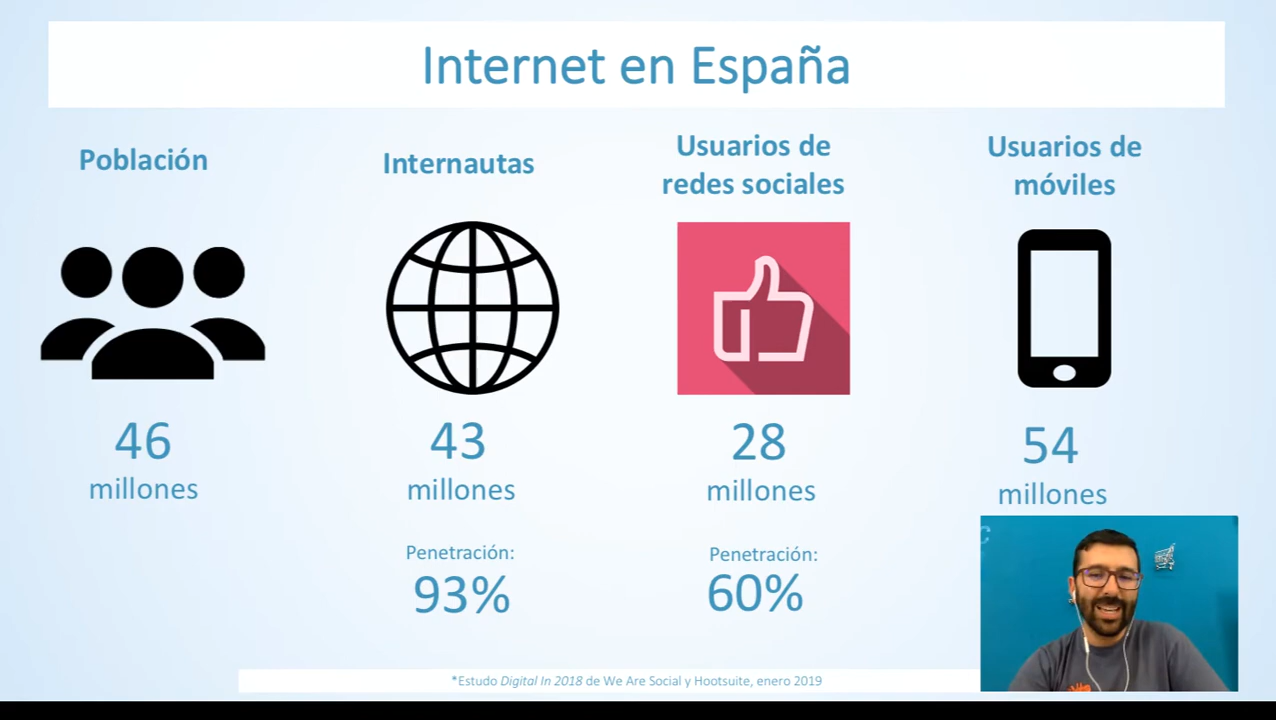 Internet en España
Población
Internautas
Usuarios de
redes sociales
Usuarios de
móviles
46
millones
43
millones
28
millones
54
millones
Penetración:
93%
Penetración:
60%
*Estudio Digital In 2018 de We Are Social y Hootsuite, enero 2019